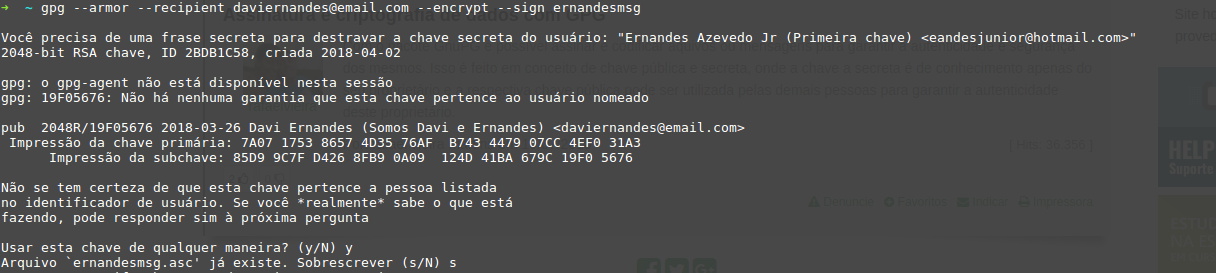 ➜ ~ gpg --armor --recipient daviernandes@email.com --encrypt --sign ernandesmsg
Você precisa de uma frase secreta para destravar a chave secreta do usuário: "Ernandes Azevedo Jr (Primeira chave) <eandesjunior@hotmail.com>"
2048-bit RSA chave, ID 2BDB1C58, criada 2018-04-02
gpg: o gpg-agent não está disponível nesta sessão
gpg: 19F05676: Não há nenhuma garantia que esta chave pertence ao usuário nomeado
pub 2048R/19F05676 2018-03-26 Davi Ernandes (Somos Davi e Ernandes) <daviernandes@email.com>
Impressão da chave primária: 7A07 1753 8657 4D35 76AF B743 4479 07CC 4EF0 31A3
Impressão da subchave: 85D9 9C7F D426 8FB9 0A09 124D 41BA 679C 19F0 5676
Não se tem certeza de que esta chave pertence a pessoa listada
no identificador de usuário. Se você *realmente* sabe o que está
fazendo, pode responder sim à próxima pergunta
Usar esta chave de qualquer maneira? (y/N) y
Arquivo `ernandesmsg.asc' já existe. Sobrescrever (s/N) s